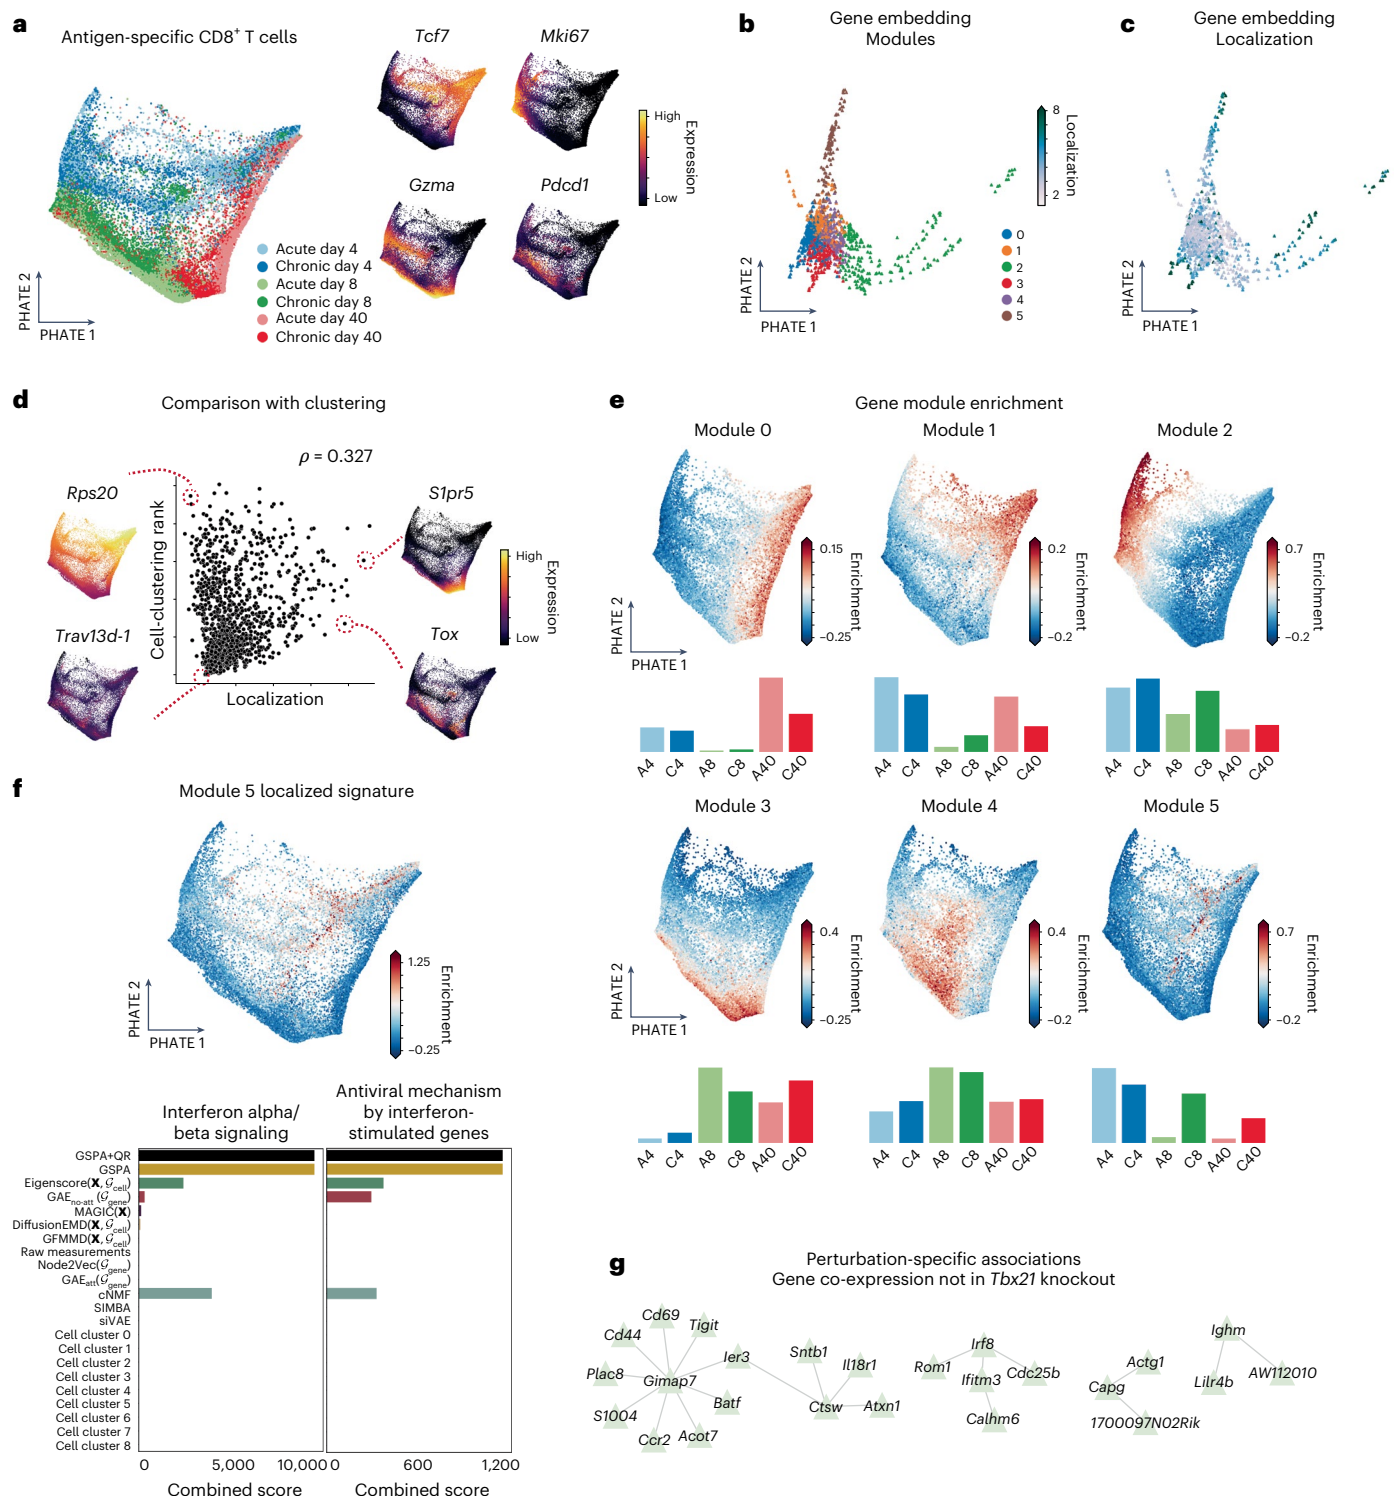 a
Antigen-specific CD8+ T cells
Tcf7
Mki67
Gzma
Pdcd1
High
Low
Expression
Acute day 4
Chronic day 4
Acute day 8
Chronic day 8
Acute day 40
Chronic day 40
PHATE 2
PHATE 1
b
Gene embedding
Modules
8
2
Localization
0
1
2
3
4
5
PHATE 2
PHATE 1
c
Gene embedding
Localization
PHATE 2
PHATE 1
d
Comparison with clustering
ρ = 0.327
Rps20
S1pr5
Trav13d-1
Tox
Cell-clustering rank
Localization
High
Low
Expression
e
Gene module enrichment
Module 0
0.15
−0.25
Enrichment
PHATE 2
PHATE 1
A4 C4 A8 C8 A40 C40
Module 1
0.2
−0.2
Enrichment
A4 C4 A8 C8 A40 C40
Module 2
0.7
−0.2
Enrichment
A4 C4 A8 C8 A40 C40
Module 3
0.4
−0.25
Enrichment
PHATE 2
PHATE 1
A4 C4 A8 C8 A40 C40
Module 4
0.4
−0.2
Enrichment
A4 C4 A8 C8 A40 C40
Module 5
0.7
−0.2
Enrichment
A4 C4 A8 C8 A40 C40
f
Module 5 localized signature
1.25
−0.25
Enrichment
PHATE 2
PHATE 1
Interferon alpha/
beta signaling
Antiviral mechanism
by interferon-
stimulated genes
GSPA+QR
GSPA
Eigenscore(X, 𝒢cell)
GAEno-att (𝒢gene)
MAGIC(X)
DiffusionEMD(X, 𝒢cell)
GFMMD(X, 𝒢cell)
Raw measurements
Node2Vec(𝒢gene)
GAEatt(𝒢gene)
cNMF
SIMBA
siVAE
Cell cluster 0
Cell cluster 1
Cell cluster 2
Cell cluster 3
Cell cluster 4
Cell cluster 5
Cell cluster 6
Cell cluster 7
Cell cluster 8
0 5,000 10,000
Combined score
0 600 1,200
Combined score
g
Perturbation-specific associations
Gene co-expression not in Tbx21 knockout
Cd69
Cd44
Tigit
Plac8
Gimap7
Ier3
S1004
Batf
Ccr2
Acot7
Sntb1
Il18r1
Ctsw
Atxn1
Irf8
Rom1
Ifitm3
Cdc25b
Calhm6
Actg1
Capg
1700097N02Rik
Ighm
Lilr4b
AW112010